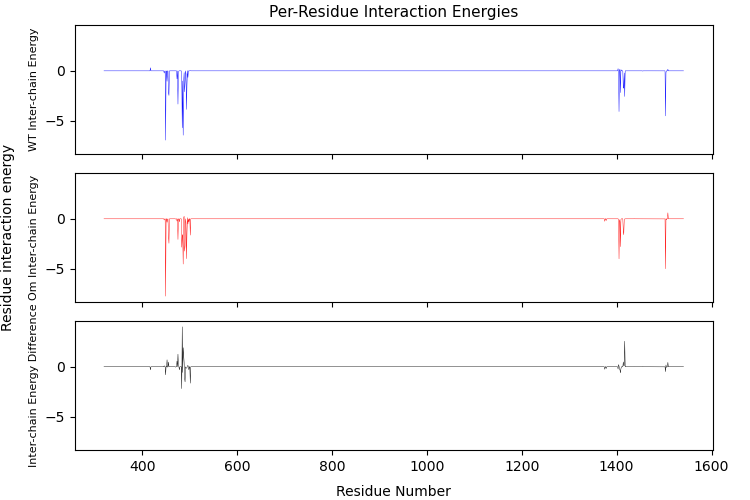 Per-Residue Interaction Energies
Residue interaction energy
WT Inter-chain Energy
0
−5
Om Inter-chain Energy
0
−5
Inter-chain Energy Difference
0
−5
400
600
800
1000
1200
1400
1600
Residue Number